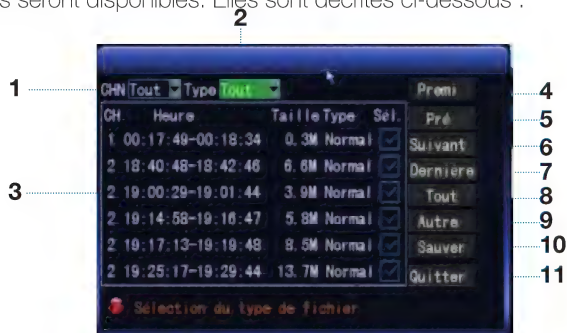 s seront disponibles. Elles sont décrites ci-dessous :
2
1 CHN Tout Type Tout Premi 4
CH. Heure Taille Type Sél. Pré 5
1 00:17:49-00:18:34 0.3M Normal Suivant 6
2 18:40:48-18:42:46 6.6M Normal Dernière 7
3 2 19:00:29-19:01:44 3.9M Normal Tout 8
2 19:14:58-19:16:47 5.8M Normal Autre 9
2 19:17:13-19:19:48 8.5M Normal Sauver 10
2 19:25:17-19:29:44 13.7M Normal Quitter 11
Sélection du type de fichier